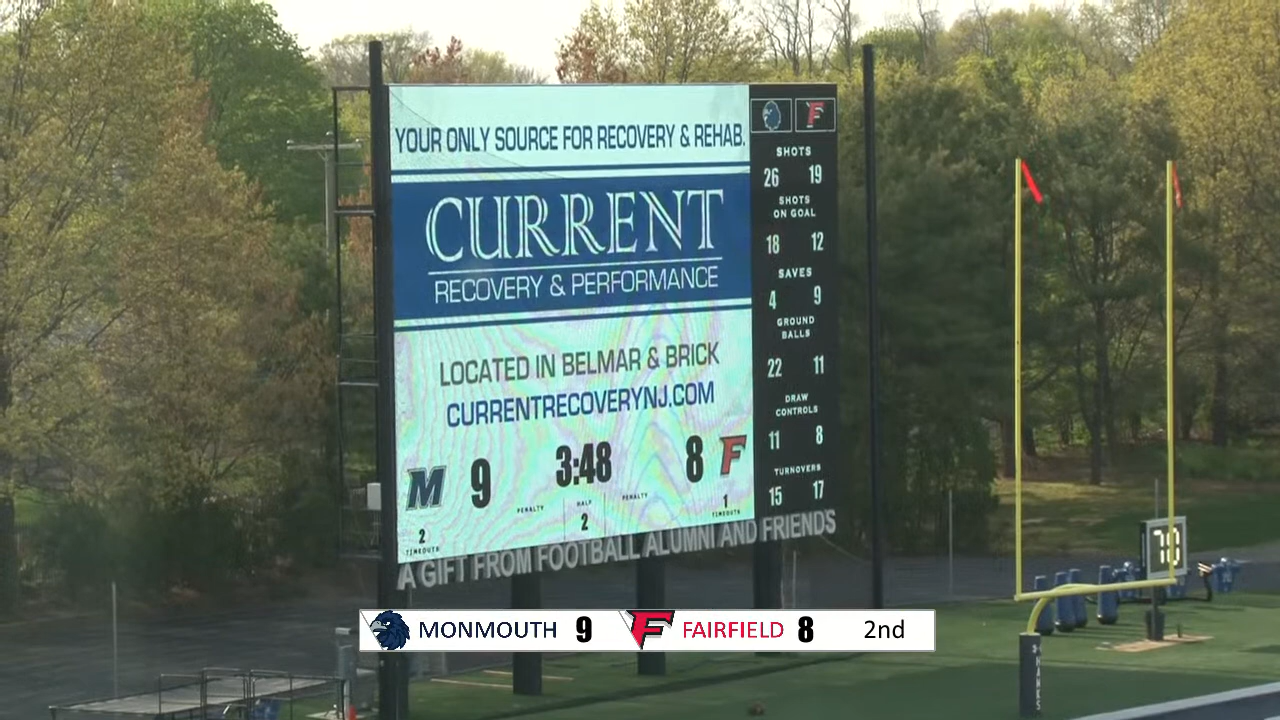 YOUR ONLY SOURCE FOR RECOVERY & REHAB.
CURRENT
RECOVERY & PERFORMANCE
LOCATED IN BELMAR & BRICK
CURRENTRECOVERYNJ.COM
M 9 3:48 8 F
PENALTY HALF PENALTY
2 2 1
TIMEOUTS TIMEOUTS
F
SHOTS
26 19
SHOTS
ON GOAL
18 12
SAVES
4 9
GROUND
BALLS
22 11
DRAW
CONTROLS
11 8
TURNOVERS
15 17
A GIFT FROM FOOTBALL ALUMNI AND FRIENDS
MONMOUTH 9 F FAIRFIELD 8 2nd